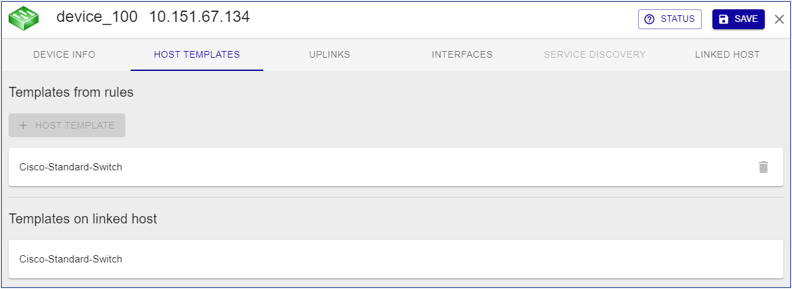 device_100 10.151.67.134
STATUS
SAVE
DEVICE INFO
HOST TEMPLATES
UPLINKS
INTERFACES
SERVICE DISCOVERY
LINKED HOST
Templates from rules
+ HOST TEMPLATE
Cisco-Standard-Switch
Templates on linked host
Cisco-Standard-Switch